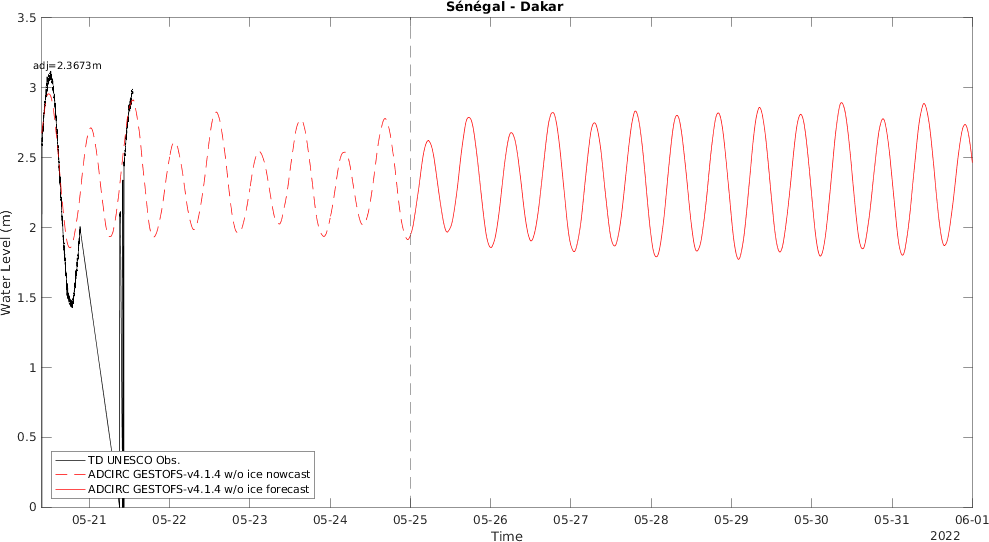 Sénégal - Dakar
adj=2.3673m
3.5
3
2.5
2
1.5
1
0.5
0
Water Level (m)
TD UNESCO Obs.
ADCIRC GESTOFS-v4.1.4 w/o ice nowcast
ADCIRC GESTOFS-v4.1.4 w/o ice forecast
05-21 05-22 05-23 05-24 05-25 05-26 05-27 05-28 05-29 05-30 05-31 06-01
Time
2022